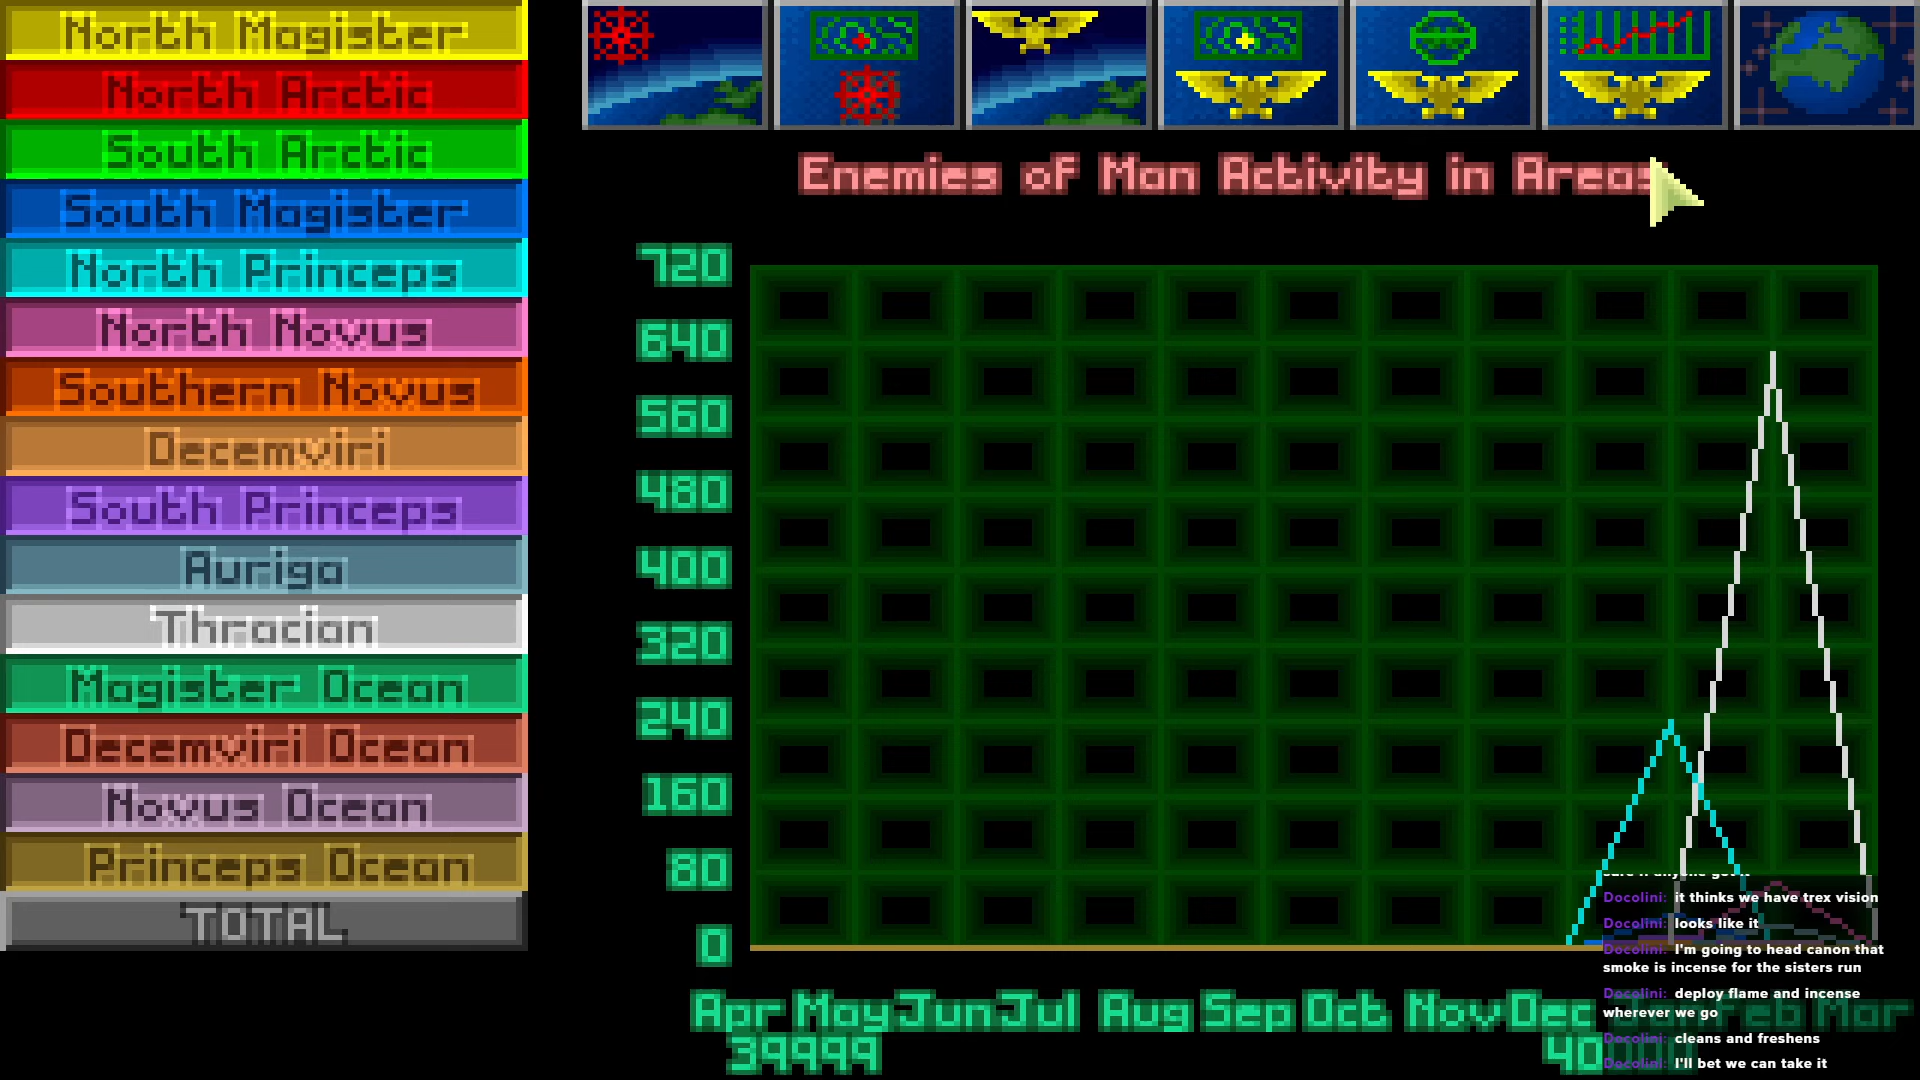 North Magister
North Arctic
South Arctic
South Magister
North Princeps
North Novus
Southern Novus
Decemviri
South Princeps
Auriga
Thracian
Magister Ocean
Decemviri Ocean
Novus Ocean
Princeps Ocean
TOTAL
Enemies of Man Activity in Areas
720
640
560
480
400
320
240
160
80
0
Apr May Jun Jul Aug Sep Oct Nov Dec Jan Feb Mar
39999 40000
Docolini: it thinks we have trex vision
Docolini: looks like it
Docolini: I'm going to head canon that
smoke is incense for the sisters run
Docolini: deploy flame and incense
wherever we go
Docolini: cleans and freshens
Docolini: I'll bet we can take it